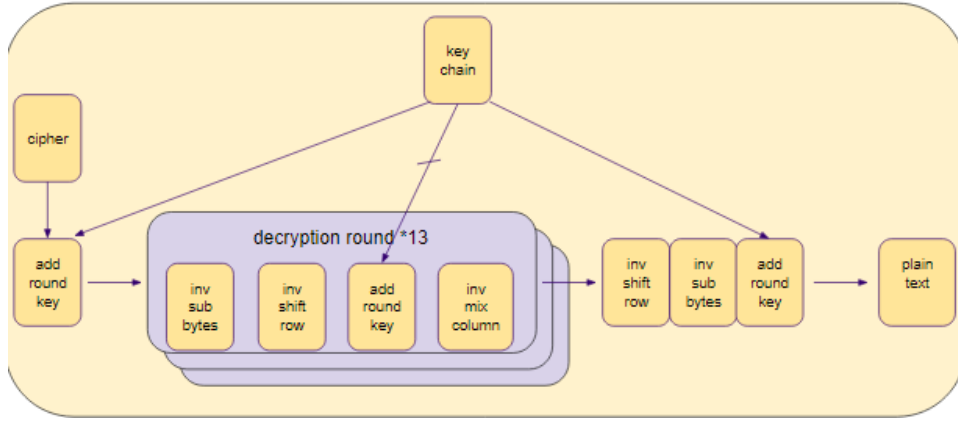 key
chain
cipher
add
round
key
decryption round *13
inv
sub
bytes
inv
shift
row
add
round
key
inv
mix
column
inv
shift
row
inv
sub
bytes
add
round
key
plain
text